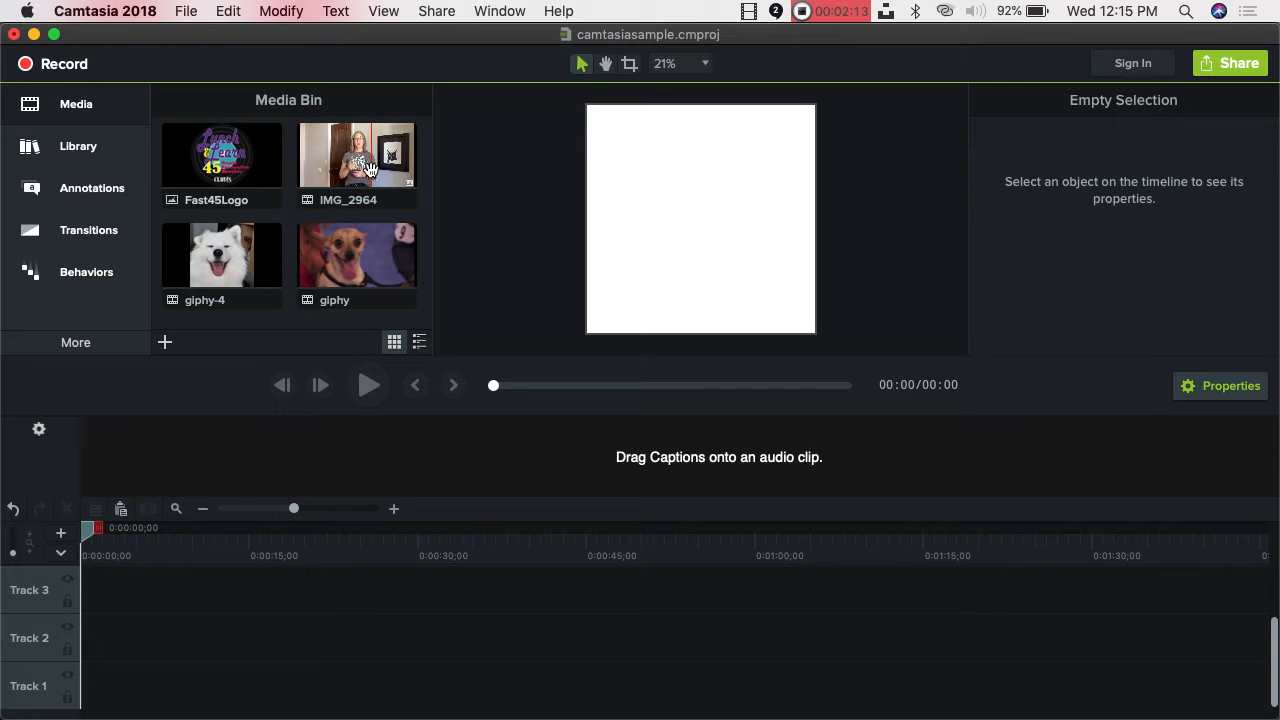 Camtasia 2018 File Edit Modify Text View Share Window Help 2 00:02:13 92% Wed 12:15 PM
camtasiasample.cmproj
Record 21% Sign In Share
Media Media Bin Empty Selection
Library
Annotations
Transitions
Behaviors
More
Lunch
& Learn
45
Fast45Logo IMG_2964
giphy-4 giphy
Select an object on the timeline to see its
properties.
00:00/00:00 Properties
Drag Captions onto an audio clip.
0:00:00;00
0:00:00;00 0:00:15;00 0:00:30;00 0:00:45;00 0:01:00;00 0:01:15;00 0:01:30;00
Track 3
Track 2
Track 1